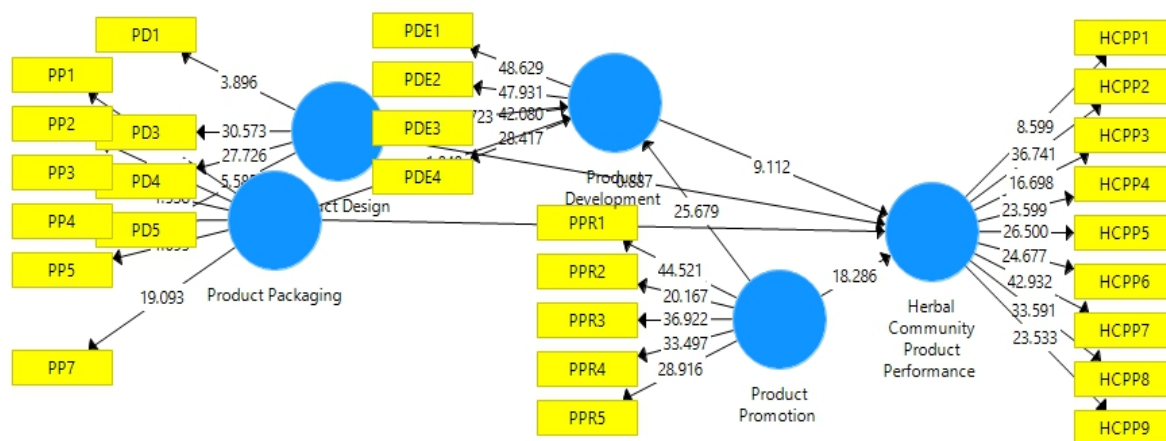 PD1
PP1
PP2
PD3
PP3
PD4
PP4
PD5
PP5
PP7
3.896
30.573
27.726
19.093
Design
Product Packaging
PDE1
PDE2
PDE3
PDE4
48.629
47.931
42.080
28.417
Development
9.112
25.679
18.286
PPR1
PPR2
PPR3
PPR4
PPR5
44.521
20.167
36.922
33.497
28.916
Product
Promotion
Herbal
Community
Product
Performance
8.599
36.741
16.698
23.599
26.500
24.677
42.932
33.591
23.533
HCPP1
HCPP2
HCPP3
HCPP4
HCPP5
HCPP6
HCPP7
HCPP8
HCPP9